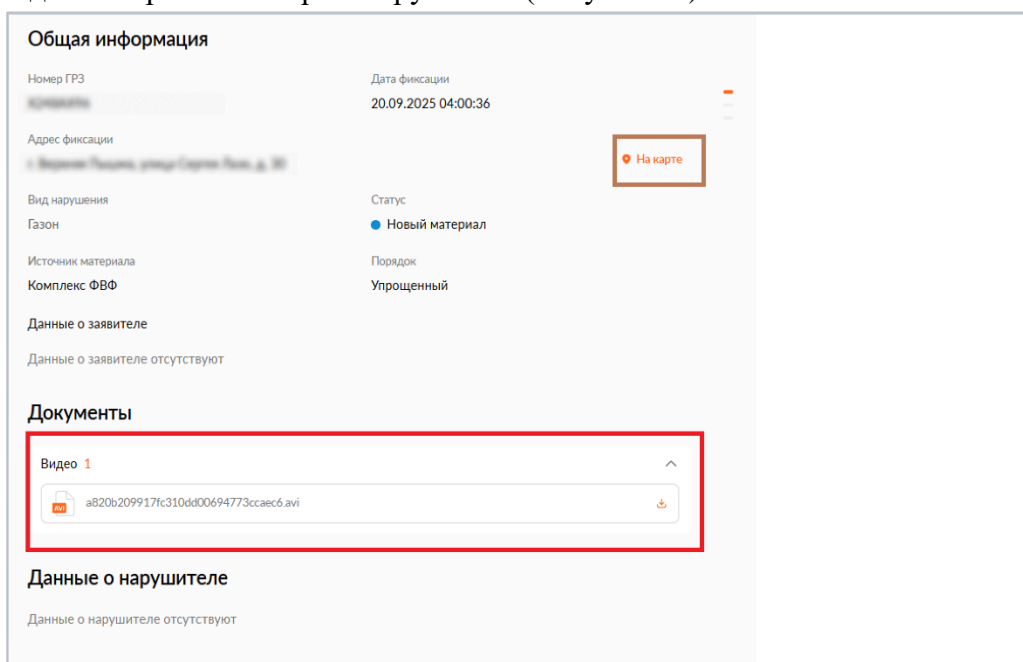 Общая информация
Номер ГРЗ
Дата фиксации
20.09.2025 04:00:36
Адрес фиксации
На карте
Вид нарушения
Статус
Газон
Новый материал
Источник материала
Порядок
Комплекс ФВФ
Упрощенный
Данные о заявителе
Данные о заявителе отсутствуют
Документы
Видео 1
AVI
a820b209917fc310dd00694773ccaec6.avi
Данные о нарушителе
Данные о нарушителе отсутствуют